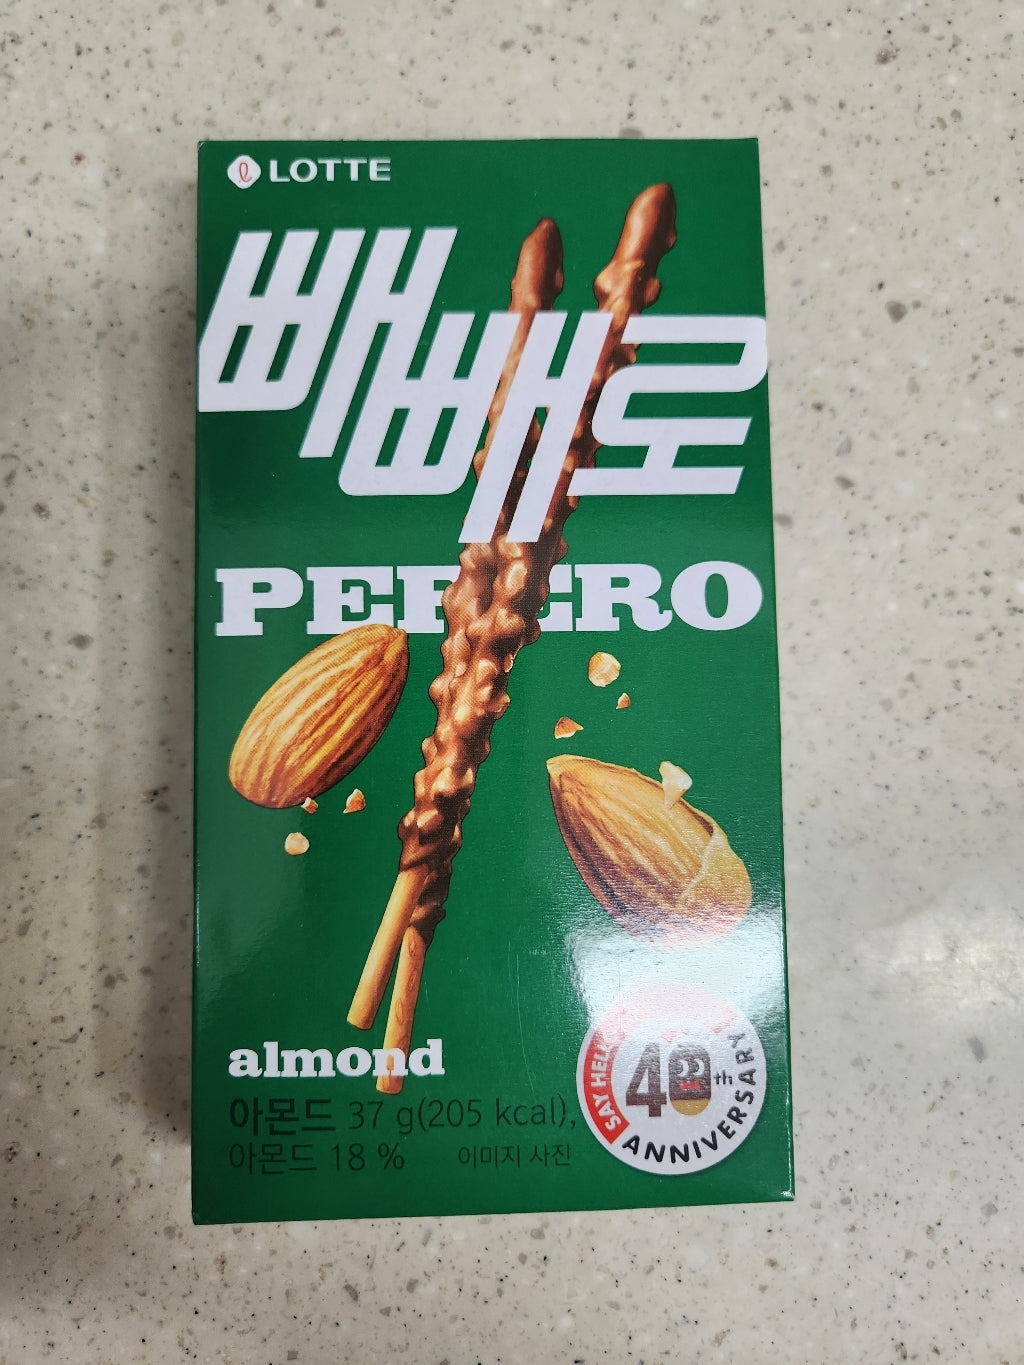 LOTTE
빼빼로
PEPERO
almond
아몬드 37 g(205 kcal),
아몬드 18 %
이미지 사진
SAY
40th
ANNIVERSARY